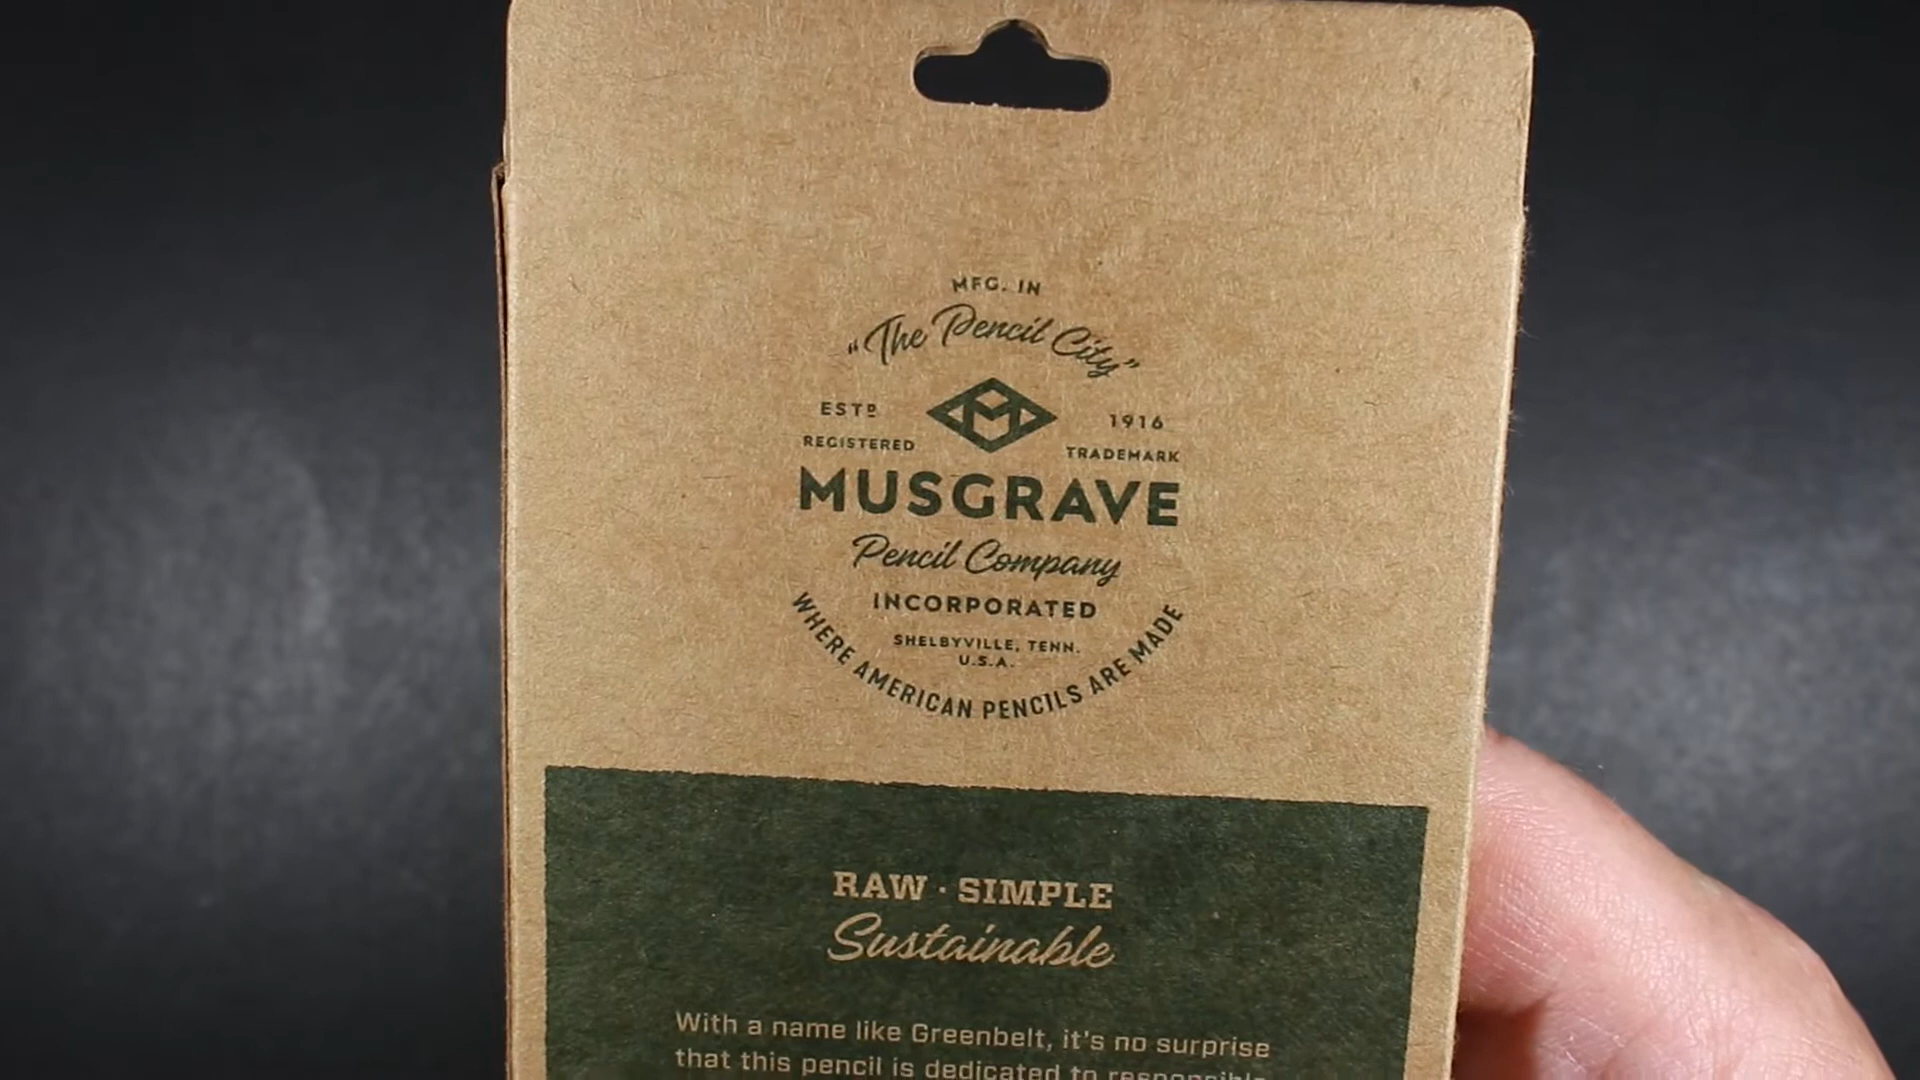 MFG. IN
"The Pencil City"
ESTD 1916
REGISTERED TRADEMARK
MUSGRAVE
Pencil Company
INCORPORATED
SHELBYVILLE, TENN.
U.S.A.
WHERE AMERICAN PENCILS ARE MADE
RAW · SIMPLE
Sustainable
With a name like Greenbelt, it's no surprise
that this pencil is dedicated to responsible